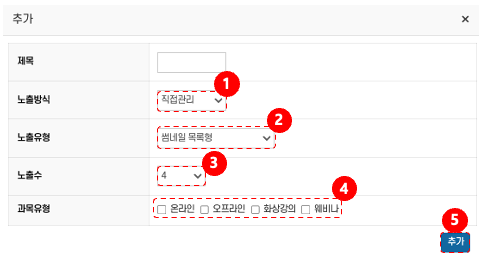 추가 ×
제목
노출방식 직접관리 1
노출유형 썸네일 목록형 2
노출수 4 3
과목유형 온라인 오프라인 화상강의 웨비나 4
추가 5